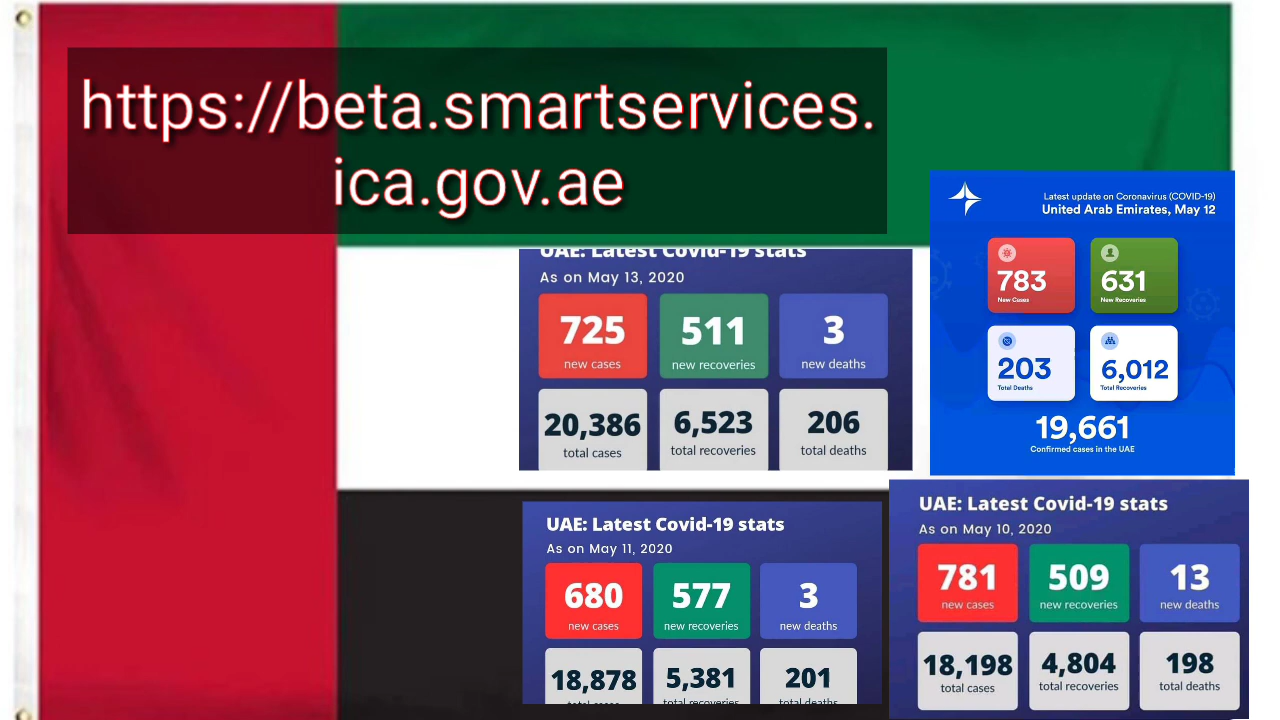 https://beta.smartservices.
ica.gov.ae
Latest update on Coronavirus (COVID-19)
United Arab Emirates, May 12
783
New Cases
631
New Recoveries
203
Total Deaths
6,012
Total Recoveries
19,661
Confirmed cases in the UAE
UAE: Latest Covid-19 stats
As on May 13, 2020
725
new cases
511
new recoveries
3
new deaths
20,386
total cases
6,523
total recoveries
206
total deaths
UAE: Latest Covid-19 stats
As on May 11, 2020
680
new cases
577
new recoveries
3
new deaths
18,878
total cases
5,381
total recoveries
201
total deaths
UAE: Latest Covid-19 stats
As on May 10, 2020
781
new cases
509
new recoveries
13
new deaths
18,198
total cases
4,804
total recoveries
198
total deaths